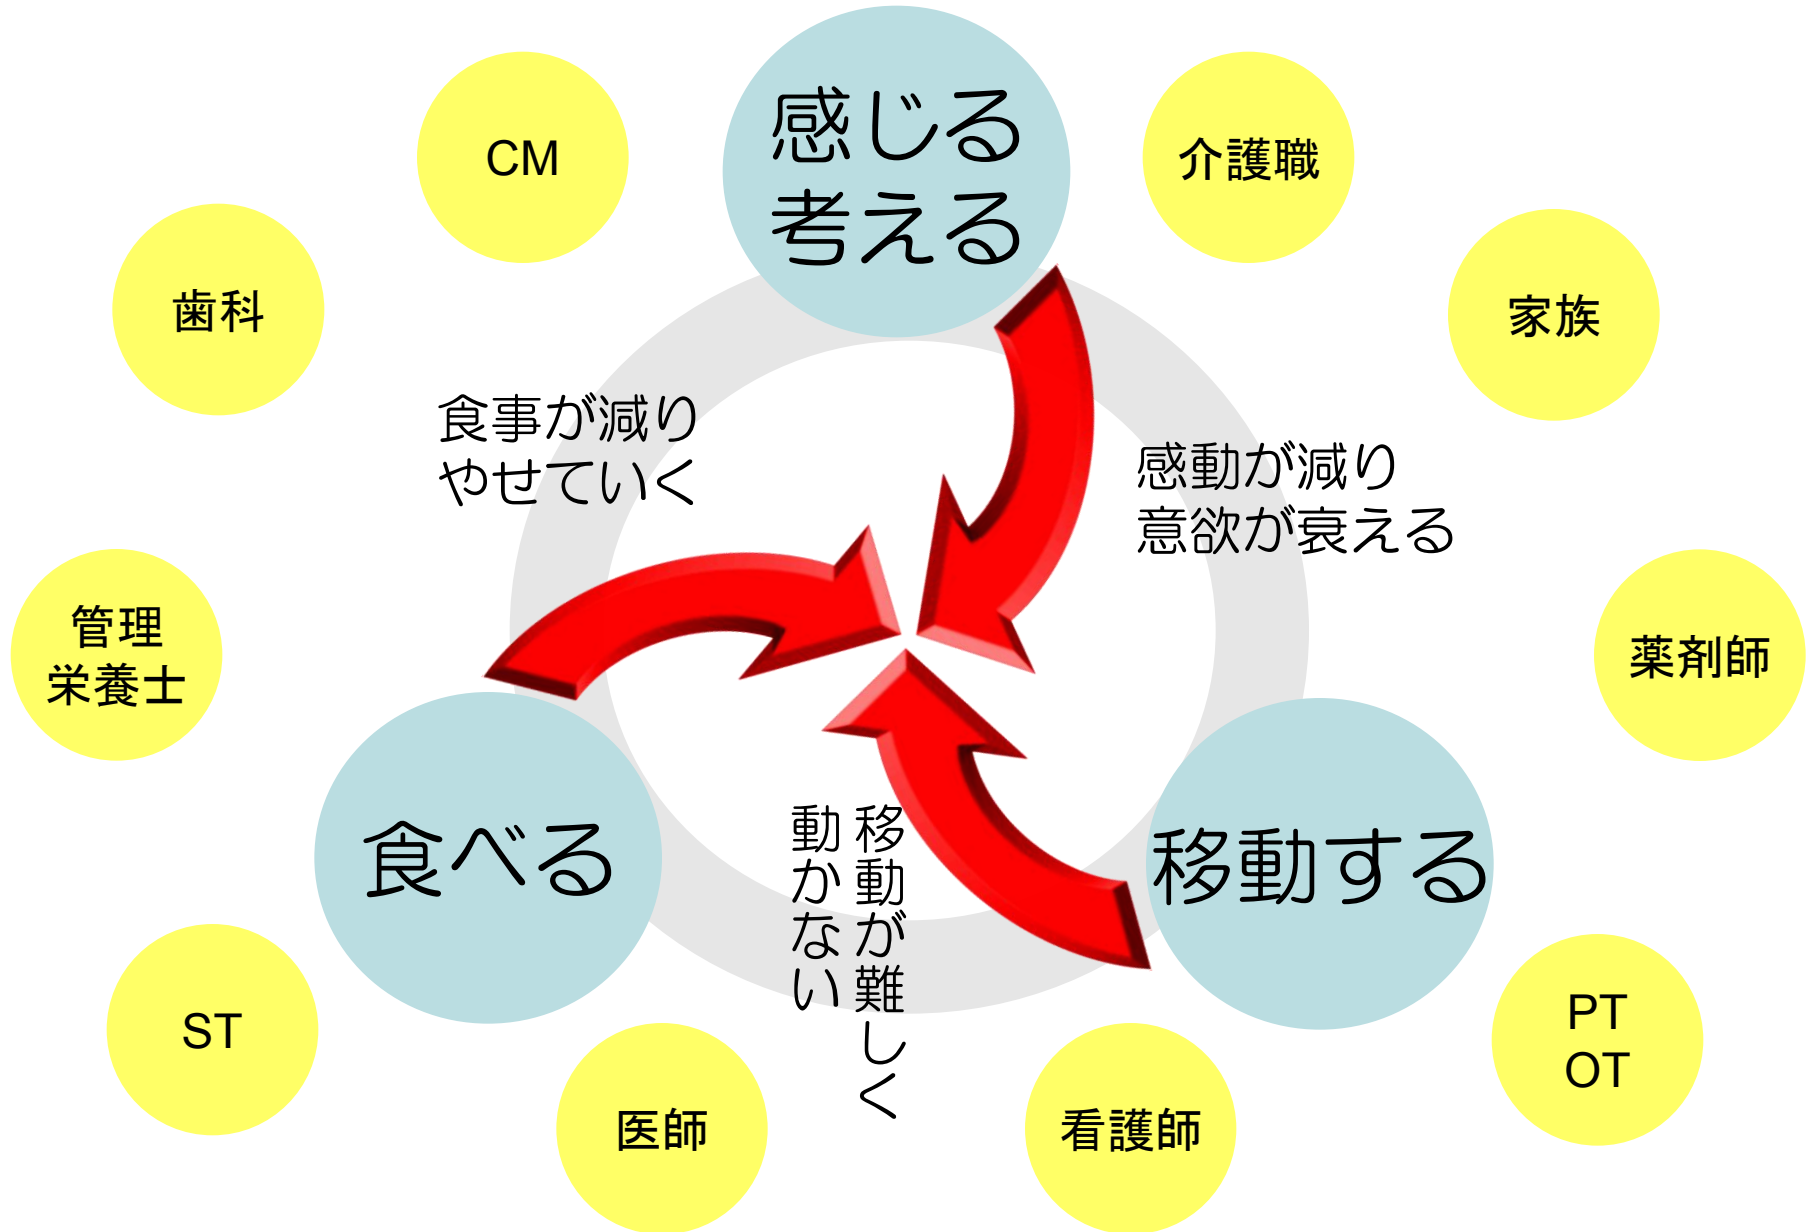 感じる
考える
CM
介護職
歯科
家族
食事が減り
やせていく
感動が減り
意欲が衰える
管理
栄養士
薬剤師
食べる
移動が難しく
動かない
移動する
ST
PT
OT
医師
看護師